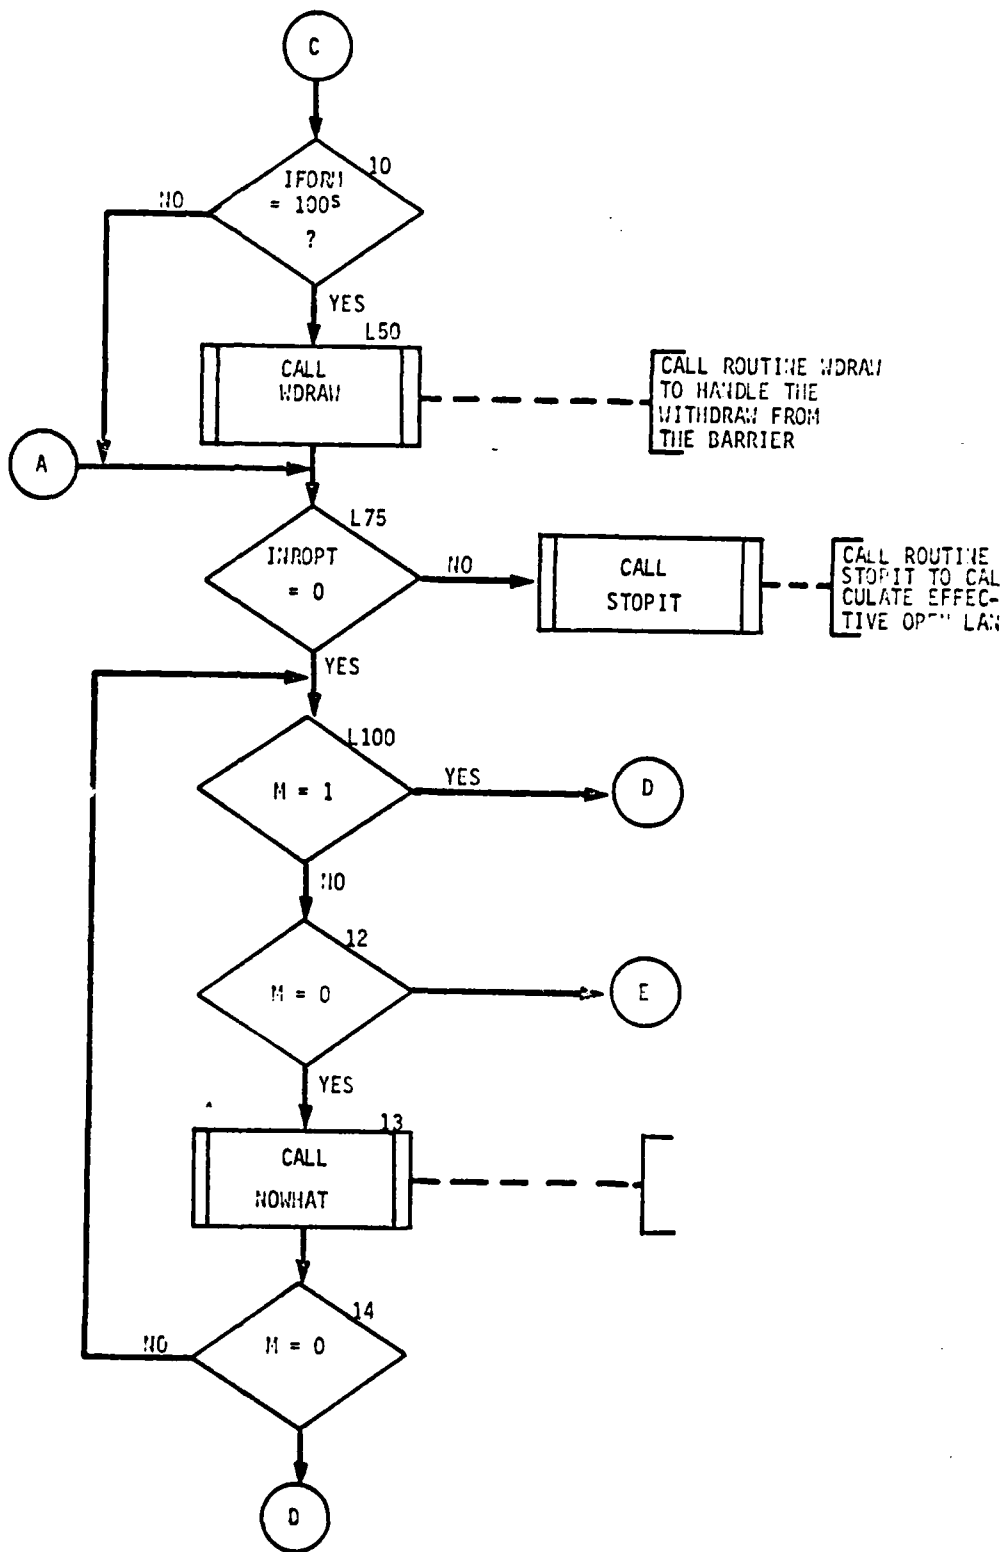 C
10
IFORM
= 100s
?
NO
YES
L50
CALL
WDRAW
CALL ROUTINE WDRAW
TO HANDLE THE
WITHDRAW FROM
THE BARRIER
A
L75
INROPT
= 0
NO
CALL
STOPIT
CALL ROUTINE
STOPIT TO CAL
CULATE EFFEC-
TIVE
YES
L100
M = 1
YES
D
NO
12
M = 0
E
YES
13
CALL
NOWHAT
14
M = 0
NO
D